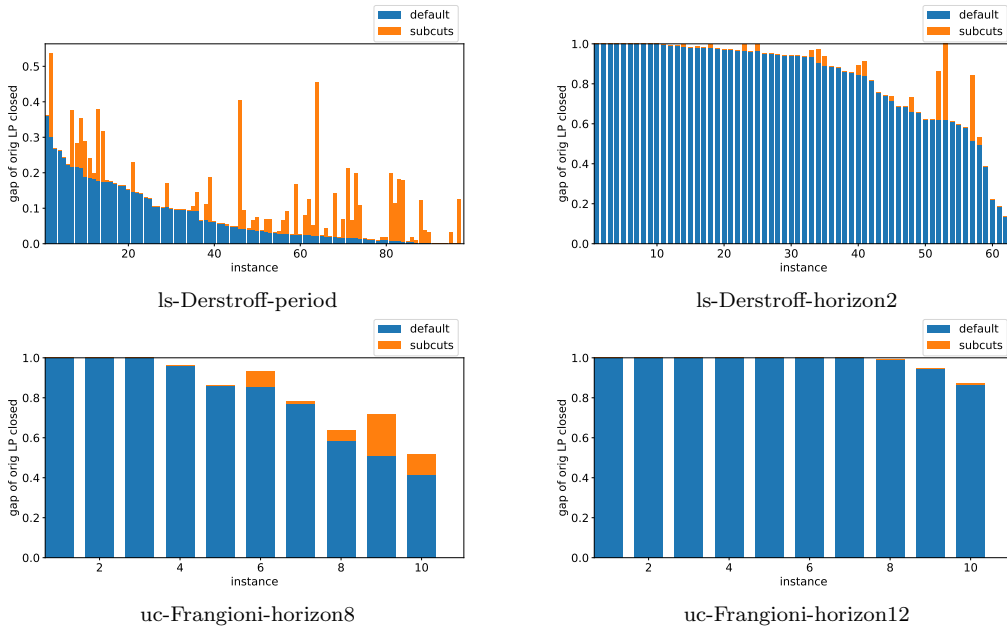 default
subcuts
gap of orig LP closed
0.5
0.4
0.3
0.2
0.1
0.0
20 40 60 80
instance
ls-Derstroff-period
default
subcuts
gap of orig LP closed
1.0
0.8
0.6
0.4
0.2
0.0
10 20 30 40 50 60
instance
ls-Derstroff-horizon2
default
subcuts
gap of orig LP closed
1.0
0.8
0.6
0.4
0.2
0.0
2 4 6 8 10
instance
uc-Frangioni-horizon8
default
subcuts
gap of orig LP closed
1.0
0.8
0.6
0.4
0.2
0.0
2 4 6 8 10
instance
uc-Frangioni-horizon12